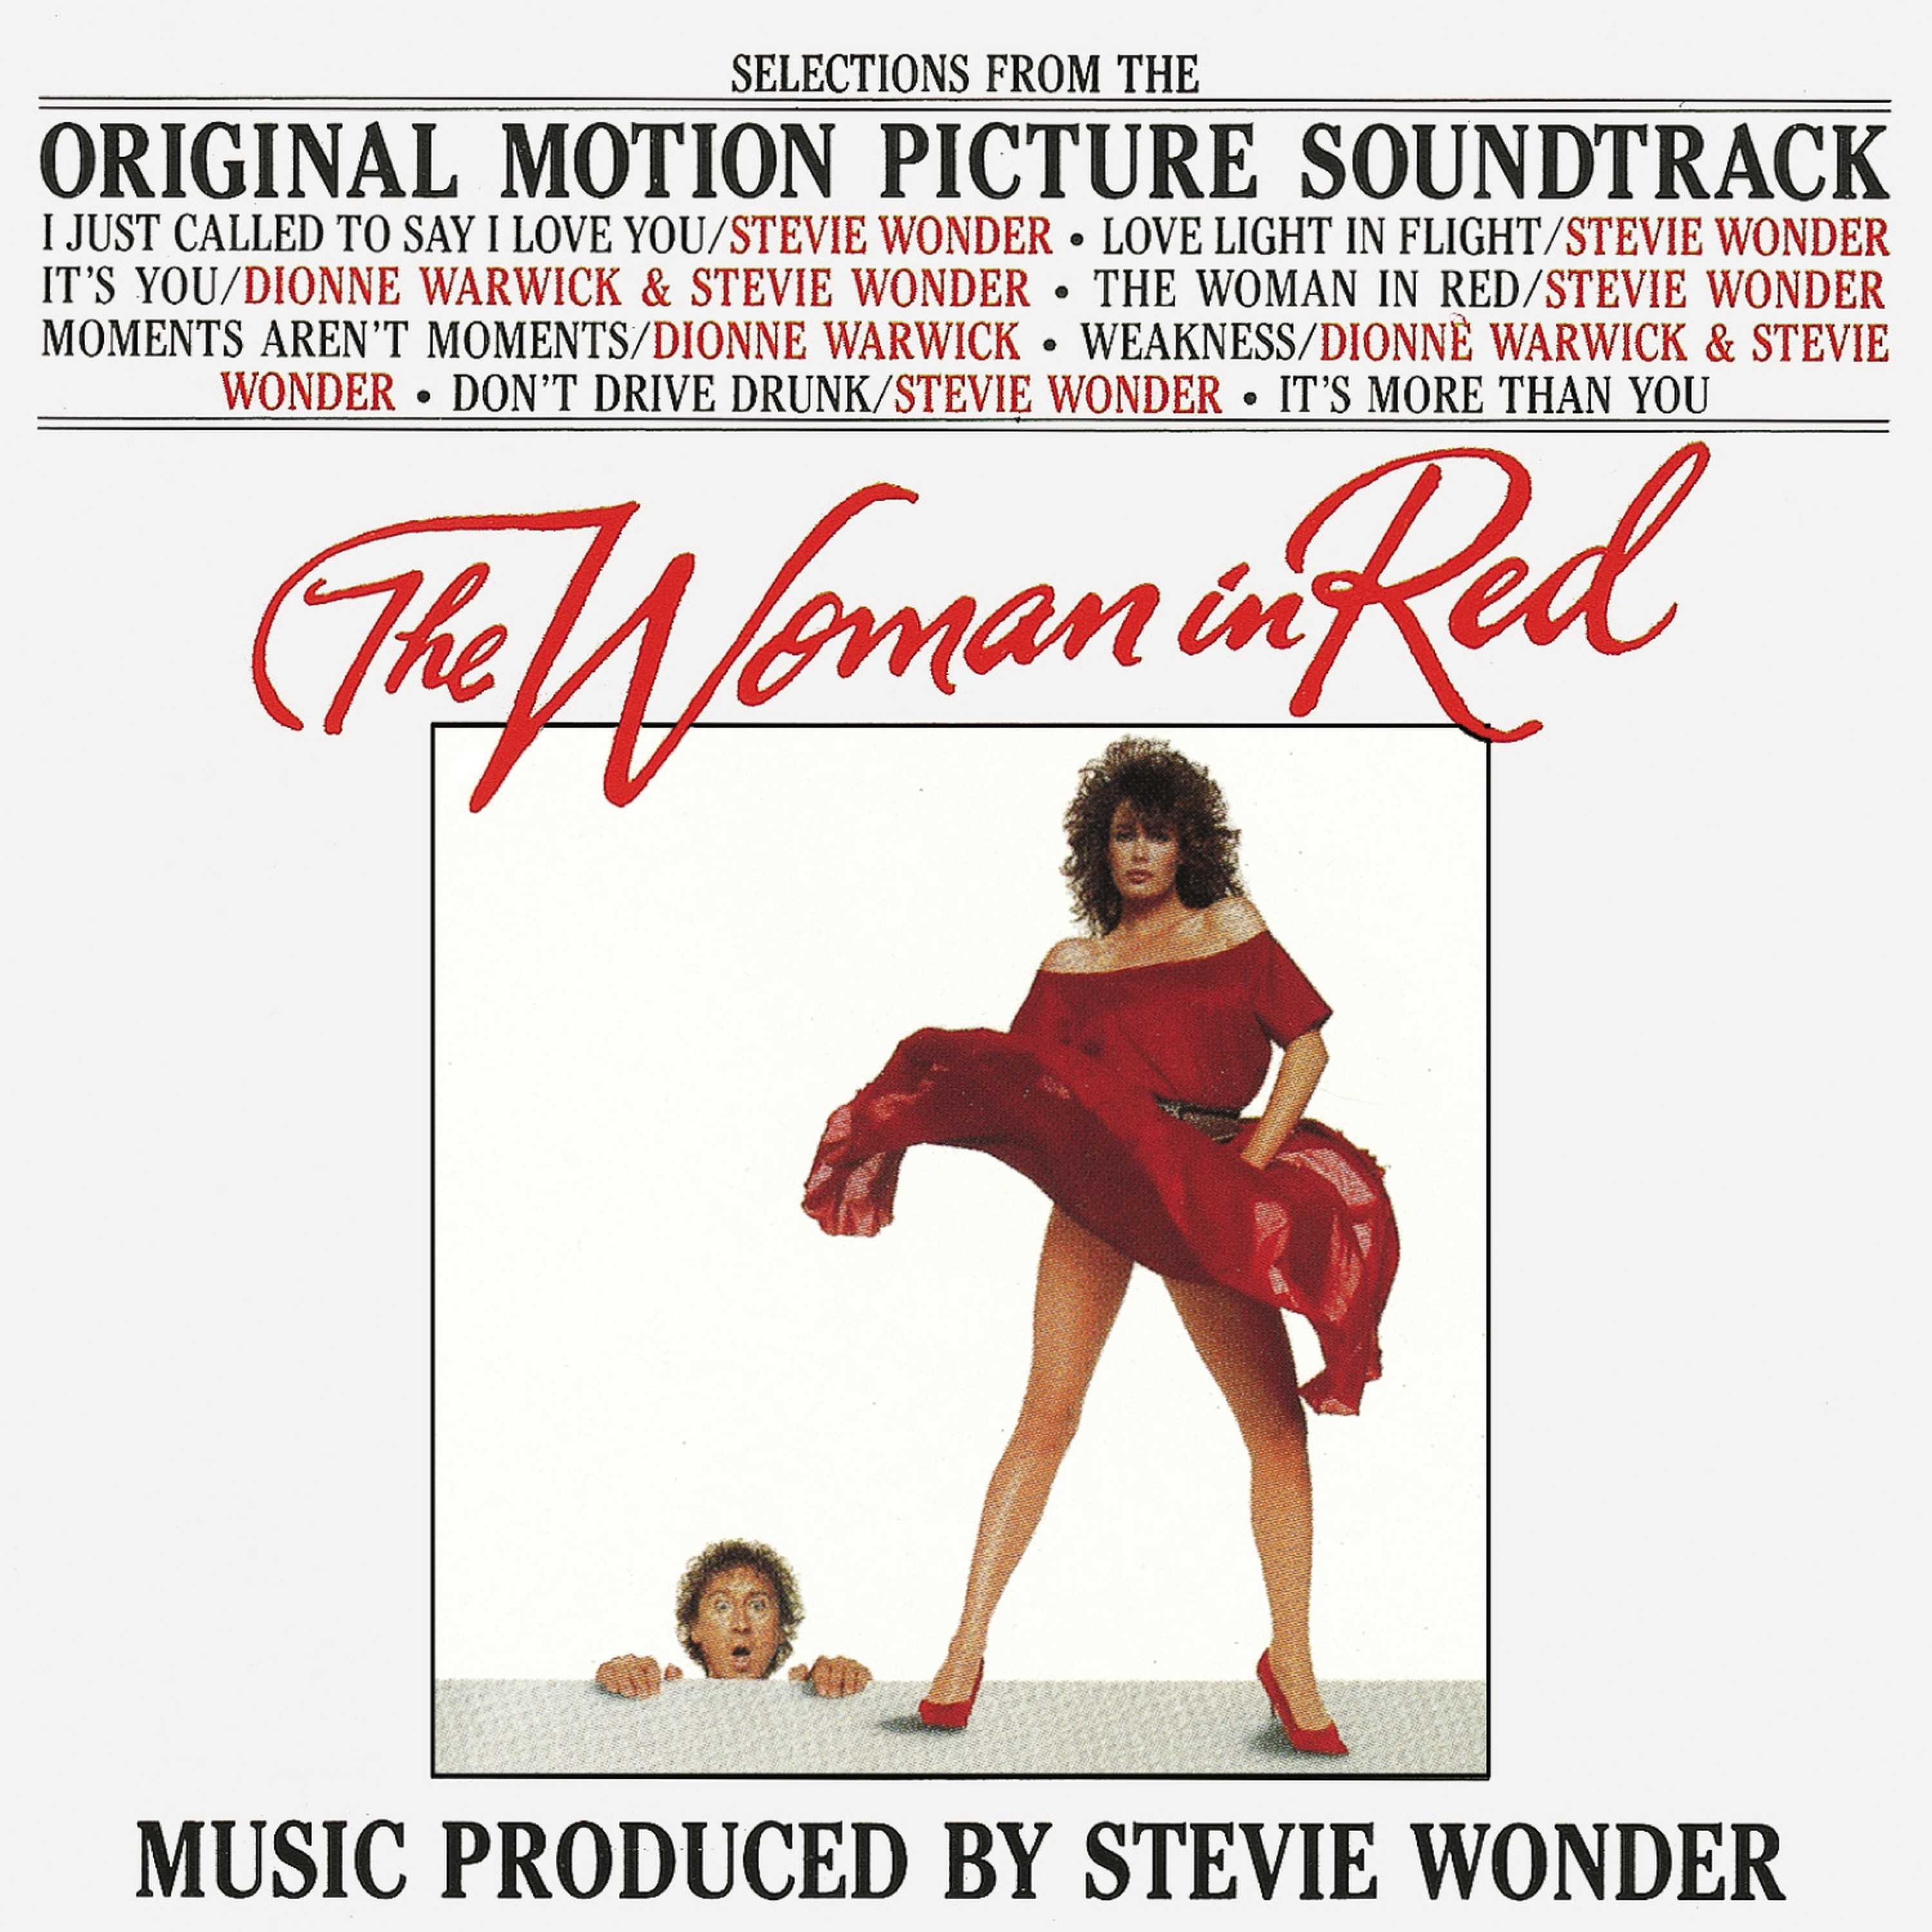 SELECTIONS FROM THE
ORIGINAL MOTION PICTURE SOUNDTRACK
I JUST CALLED TO SAY I LOVE YOU/STEVIE WONDER • LOVE LIGHT IN FLIGHT/STEVIE WONDER
IT'S YOU/DIONNE WARWICK & STEVIE WONDER • THE WOMAN IN RED/STEVIE WONDER
MOMENTS AREN'T MOMENTS/DIONNE WARWICK • WEAKNESS/DIONNE WARWICK & STEVIE
WONDER • DON'T DRIVE DRUNK/STEVIE WONDER • IT'S MORE THAN YOU
The Woman in Red
MUSIC PRODUCED BY STEVIE WONDER